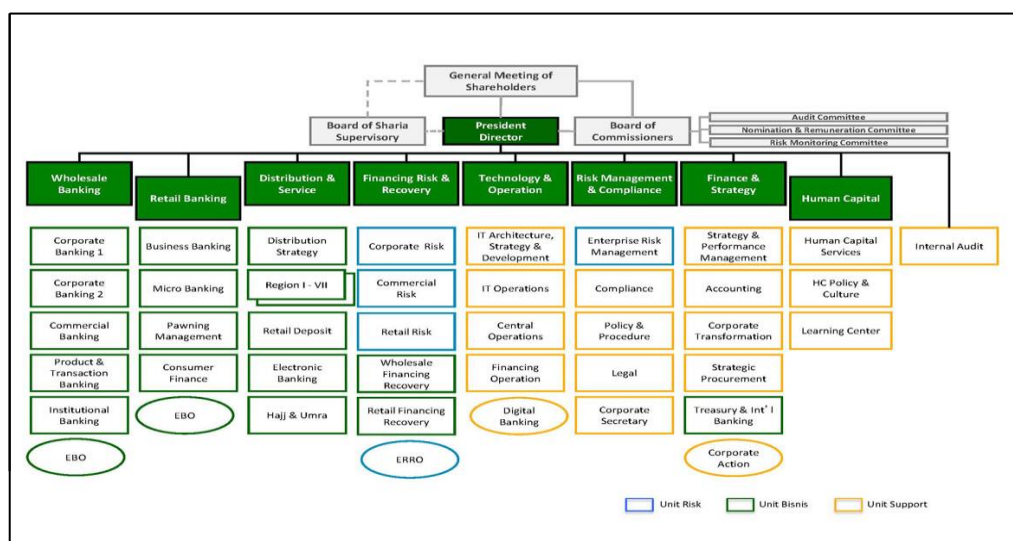 General Meeting of
Shareholders
Board of Sharia
Supervisory
President
Director
Board of
Commissioners
Audit Committee
Nomination & Remuneration Committee
Risk Monitoring Committee
Wholesale
Banking
Retail Banking
Distribution &
Service
Financing Risk &
Recovery
Technology &
Operation
Risk Management
& Compliance
Finance &
Strategy
Human Capital
Corporate
Banking 1
Business Banking
Distribution
Strategy
Corporate Risk
IT Architecture,
Strategy &
Development
Enterprise Risk
Management
Strategy &
Performance
Management
Human Capital
Services
Internal Audit
Corporate
Banking 2
Micro Banking
Region I - VII
Commercial
Risk
IT Operations
Compliance
Accounting
HC Policy &
Culture
Commercial
Banking
Pawning
Management
Retail Deposit
Retail Risk
Central
Operations
Policy &
Procedure
Corporate
Transformation
Learning Center
Product &
Transaction
Banking
Consumer
Finance
Electronic
Banking
Wholesale
Financing
Recovery
Financing
Operation
Legal
Strategic
Procurement
Institutional
Banking
EBO
Hajj & Umra
Retail Financing
Recovery
Digital
Banking
Corporate
Secretary
Treasury & Int' l
Banking
EBO
ERRO
Corporate
Action
Unit Risk
Unit Bisnis
Unit Support